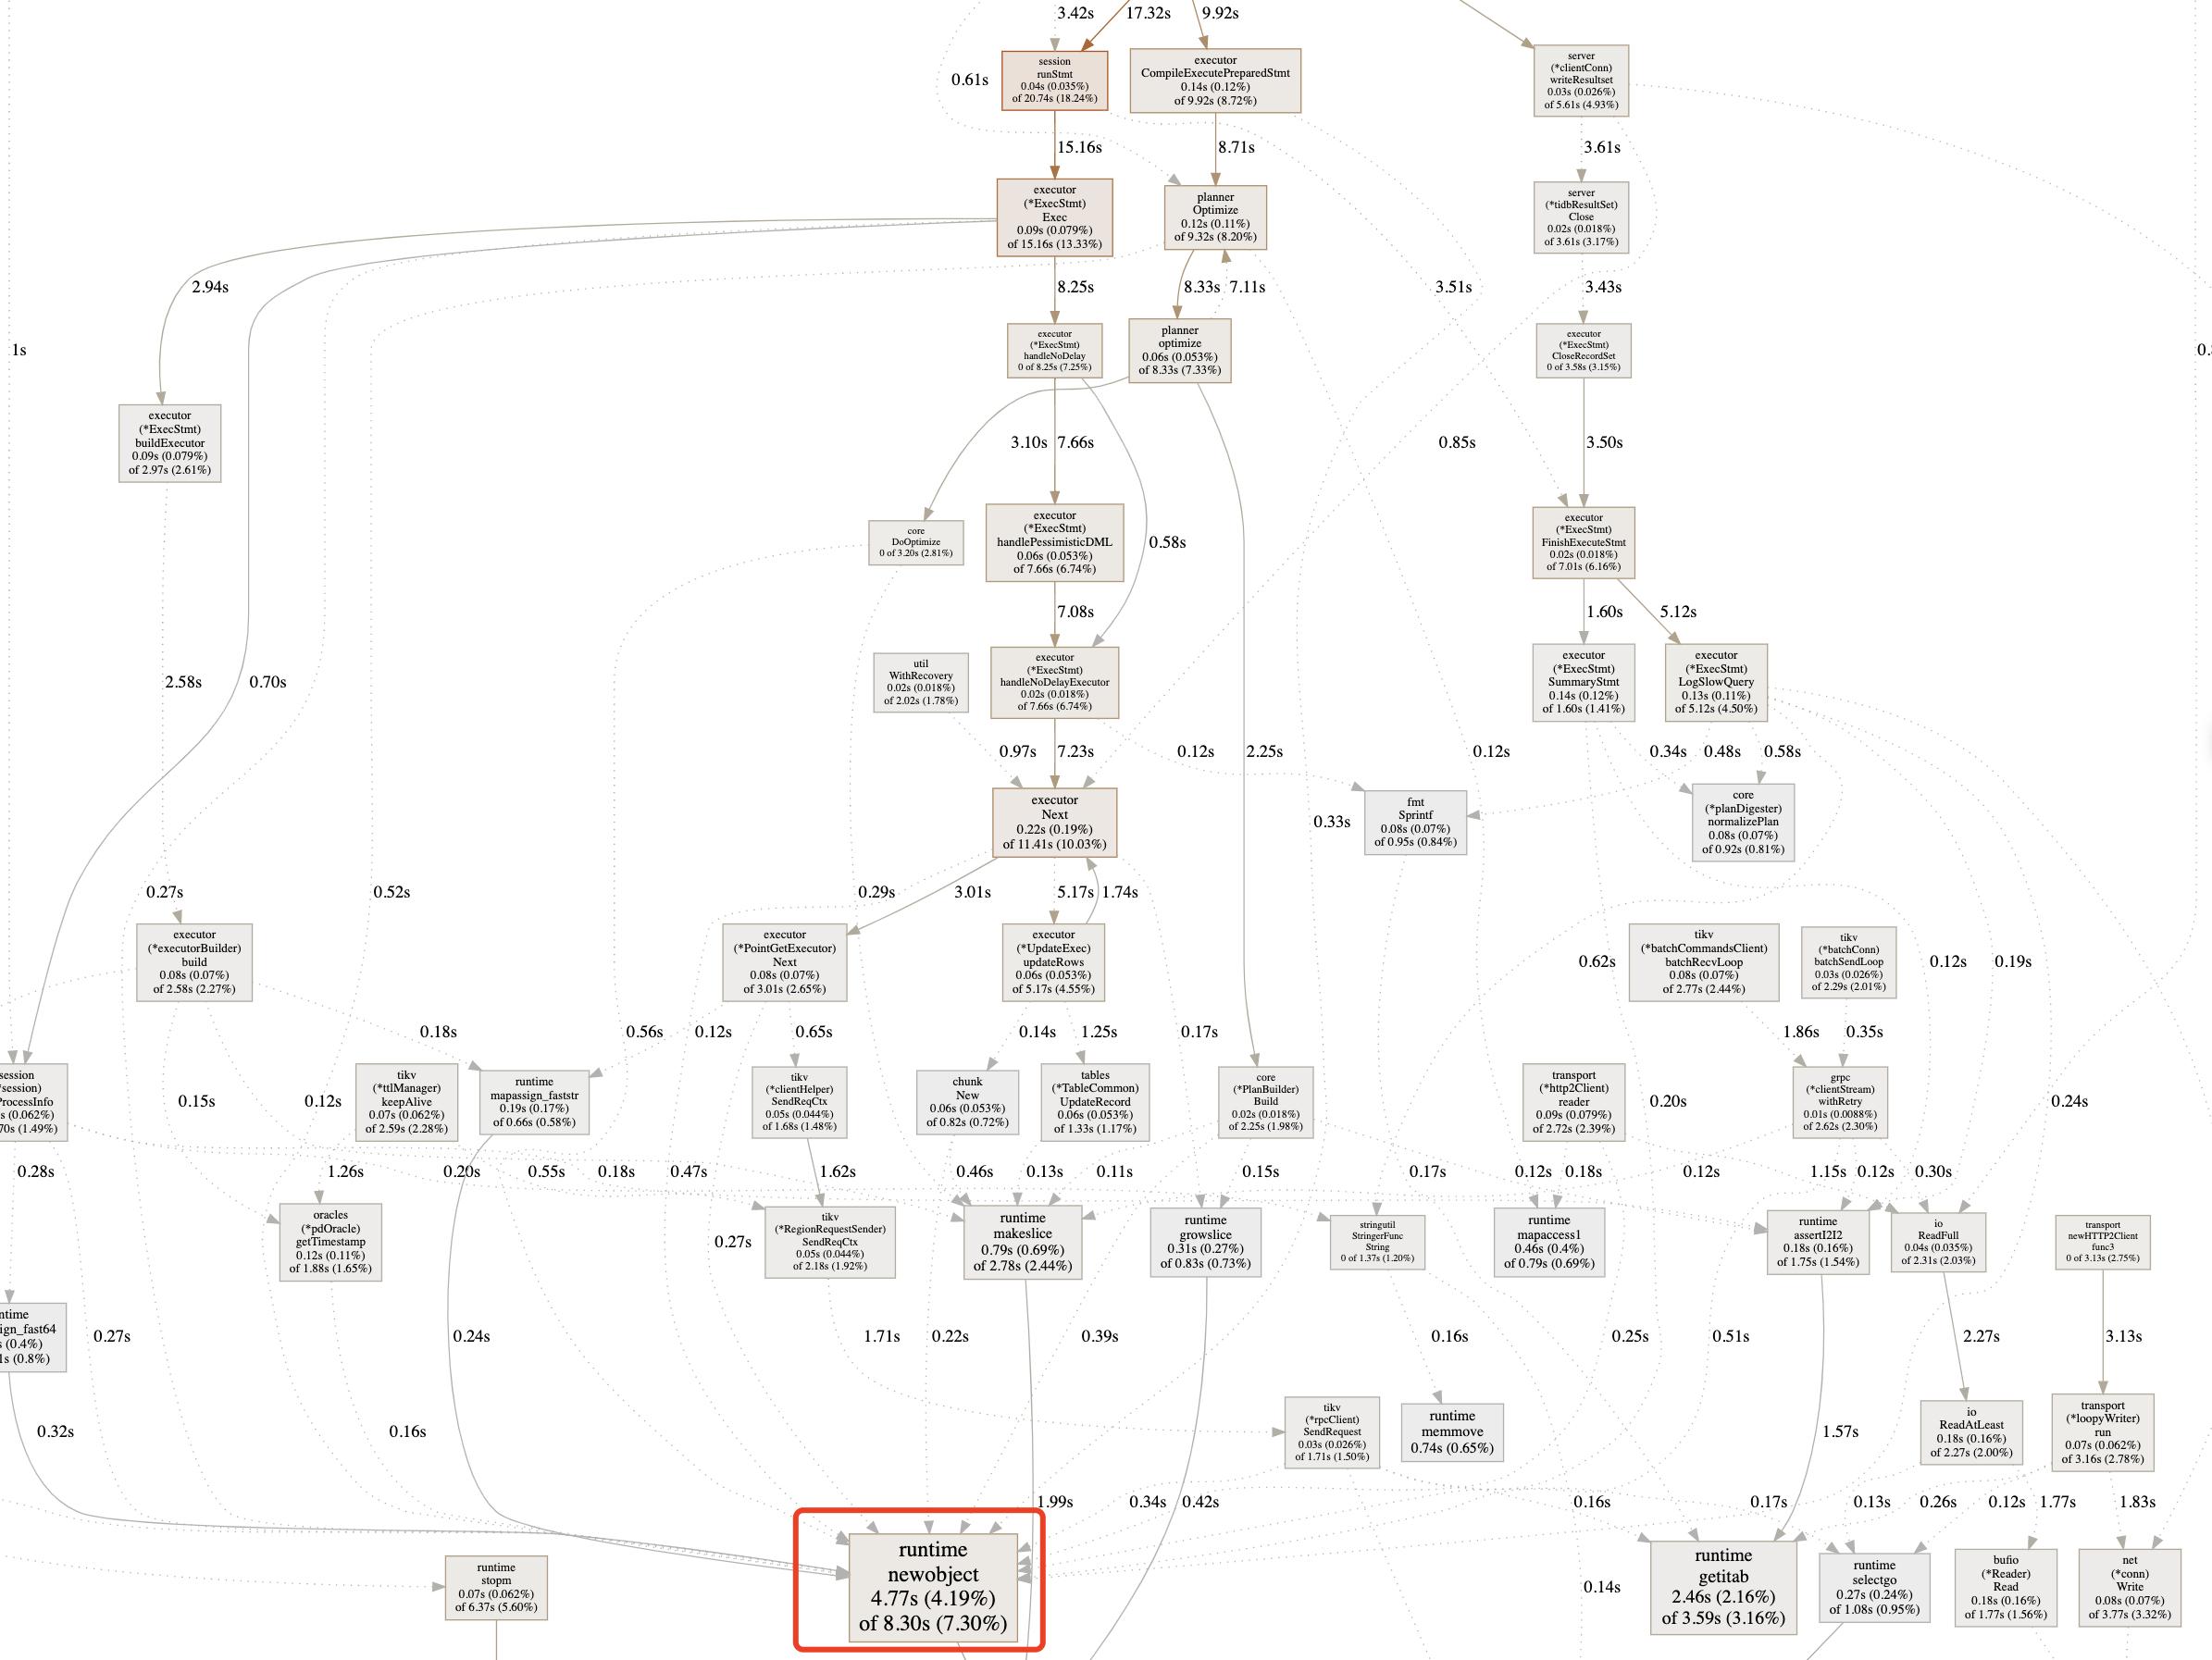 3.42s
17.32s
9.92s
session
runStmt
0.04s (0.035%)
of 20.74s (18.24%)
executor
CompileExecutePreparedStmt
0.14s (0.12%)
of 9.92s (8.72%)
server
(*clientConn)
writeResultset
0.03s (0.026%)
of 5.61s (4.93%)
0.61s
15.16s
8.71s
3.61s
executor
(*ExecStmt)
Exec
0.09s (0.079%)
of 15.16s (13.33%)
planner
Optimize
0.12s (0.11%)
of 9.32s (8.20%)
server
(*tidbResultSet)
Close
0.02s (0.018%)
of 3.61s (3.17%)
2.94s
8.25s
8.33s
7.11s
3.51s
3.43s
1s
executor
(*ExecStmt)
handleNoDelay
0 of 8.25s (7.25%)
planner
optimize
0.06s (0.053%)
of 8.33s (7.33%)
executor
(*ExecStmt)
CloseRecordSet
0 of 3.58s (3.15%)
0.
executor
(*ExecStmt)
buildExecutor
0.09s (0.079%)
of 2.97s (2.61%)
3.10s
7.66s
0.85s
3.50s
core
DoOptimize
0 of 3.20s (2.81%)
executor
(*ExecStmt)
handlePessimisticDML
0.06s (0.053%)
of 7.66s (6.74%)
0.58s
executor
(*ExecStmt)
FinishExecuteStmt
0.02s (0.018%)
of 7.01s (6.16%)
7.08s
1.60s
5.12s
2.58s
0.70s
util
WithRecovery
0.02s (0.018%)
of 2.02s (1.78%)
executor
(*ExecStmt)
handleNoDelayExecutor
0.02s (0.018%)
of 7.66s (6.74%)
executor
(*ExecStmt)
SummaryStmt
0.14s (0.12%)
of 1.60s (1.41%)
executor
(*ExecStmt)
LogSlowQuery
0.13s (0.11%)
of 5.12s (4.50%)
0.97s
7.23s
0.12s
2.25s
0.12s
0.34s
0.48s
0.58s
executor
Next
0.22s (0.19%)
of 11.41s (10.03%)
0.33s
fmt
Sprintf
0.08s (0.07%)
of 0.95s (0.84%)
core
(*planDigester)
normalizePlan
0.08s (0.07%)
of 0.92s (0.81%)
0.27s
0.52s
0.29s
3.01s
5.17s
1.74s
executor
(*executorBuilder)
build
0.08s (0.07%)
of 2.58s (2.27%)
executor
(*PointGetExecutor)
Next
0.08s (0.07%)
of 3.01s (2.65%)
executor
(*UpdateExec)
updateRows
0.06s (0.053%)
of 5.17s (4.55%)
0.62s
tikv
(*batchCommandsClient)
batchRecvLoop
0.08s (0.07%)
of 2.77s (2.44%)
tikv
(*batchConn)
batchSendLoop
0.03s (0.026%)
of 2.29s (2.01%)
0.12s
0.19s
0.18s
0.56s
0.12s
0.65s
0.14s
1.25s
0.17s
1.86s
0.35s
session
session)
ProcessInfo
s (0.062%)
70s (1.49%)
0.15s
0.12s
tikv
(*ttlManager)
keepAlive
0.07s (0.062%)
of 2.59s (2.28%)
runtime
mapassign_faststr
0.19s (0.17%)
of 0.66s (0.58%)
tikv
(*clientHelper)
SendReqCtx
0.05s (0.044%)
of 1.68s (1.48%)
chunk
New
0.06s (0.053%)
of 0.82s (0.72%)
tables
(*TableCommon)
UpdateRecord
0.06s (0.053%)
of 1.33s (1.17%)
core
(*PlanBuilder)
Build
0.02s (0.018%)
of 2.25s (1.98%)
transport
(*http2Client)
reader
0.09s (0.079%)
of 2.72s (2.39%)
0.20s
grpc
(*clientStream)
withRetry
0.01s (0.0088%)
of 2.62s (2.30%)
0.24s
0.28s
1.26s
0.20s
0.55s
0.18s
0.47s
1.62s
0.46s
0.13s
0.11s
0.15s
0.17s
0.12s
0.18s
0.12s
1.15s
0.12s
0.30s
oracles
(*pdOracle)
getTimestamp
0.12s (0.11%)
of 1.88s (1.65%)
0.27s
tikv
(*RegionRequestSender)
SendReqCtx
0.05s (0.044%)
of 2.18s (1.92%)
runtime
makeslice
0.79s (0.69%)
of 2.78s (2.44%)
runtime
growslice
0.31s (0.27%)
of 0.83s (0.73%)
stringutil
StringerFunc
String
0 of 1.37s (1.20%)
runtime
mapaccess1
0.46s (0.4%)
of 0.79s (0.69%)
runtime
assertI2I2
0.18s (0.16%)
of 1.75s (1.54%)
io
ReadFull
0.04s (0.035%)
of 2.31s (2.03%)
transport
newHTTP2Client
func3
0 of 3.13s (2.75%)
ntime
ign_fast64
s (0.4%)
1s (0.8%)
0.27s
0.24s
1.71s
0.22s
0.39s
0.16s
0.25s
0.51s
2.27s
3.13s
0.32s
0.16s
tikv
(*rpcClient)
SendRequest
0.03s (0.026%)
of 1.71s (1.50%)
runtime
memmove
0.74s (0.65%)
1.57s
io
ReadAtLeast
0.18s (0.16%)
of 2.27s (2.00%)
transport
(*loopyWriter)
run
0.07s (0.062%)
of 3.16s (2.78%)
1.99s
0.34s
0.42s
0.16s
0.17s
0.13s
0.26s
0.12s
1.77s
1.83s
runtime
stopm
0.07s (0.062%)
of 6.37s (5.60%)
runtime
newobject
4.77s (4.19%)
of 8.30s (7.30%)
0.14s
runtime
getitab
2.46s (2.16%)
of 3.59s (3.16%)
runtime
selectgo
0.27s (0.24%)
of 1.08s (0.95%)
bufio
(*Reader)
Read
0.18s (0.16%)
of 1.77s (1.56%)
net
(*conn)
Write
0.08s (0.07%)
of 3.77s (3.32%)